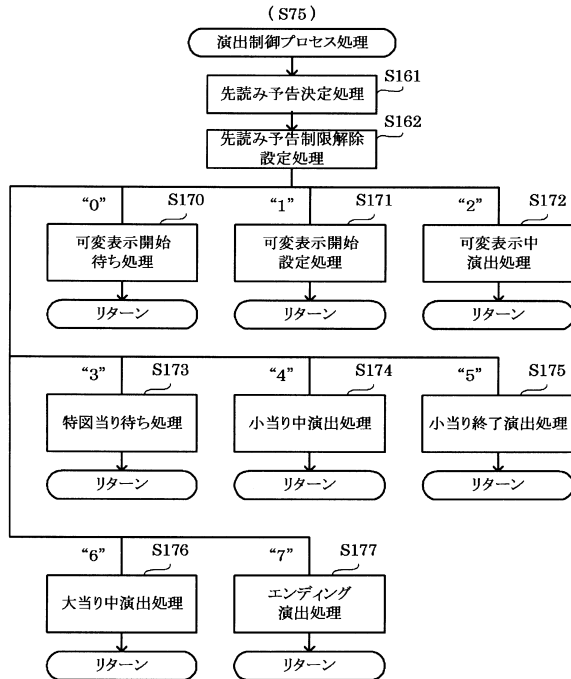 (S75)
演出制御プロセス処理
S161
先読み予告決定処理
S162
先読み予告制限解除
設定処理
“0”
S170
可変表示開始
待ち処理
リターン
“1”
S171
可変表示開始
設定処理
リターン
“2”
S172
可変表示中
演出処理
リターン
“3”
S173
特図当り待ち処理
リターン
“4”
S174
小当り中演出処理
リターン
“5”
S175
小当り終了演出処理
リターン
“6”
S176
大当り中演出処理
リターン
“7”
S177
エンディング
演出処理
リターン